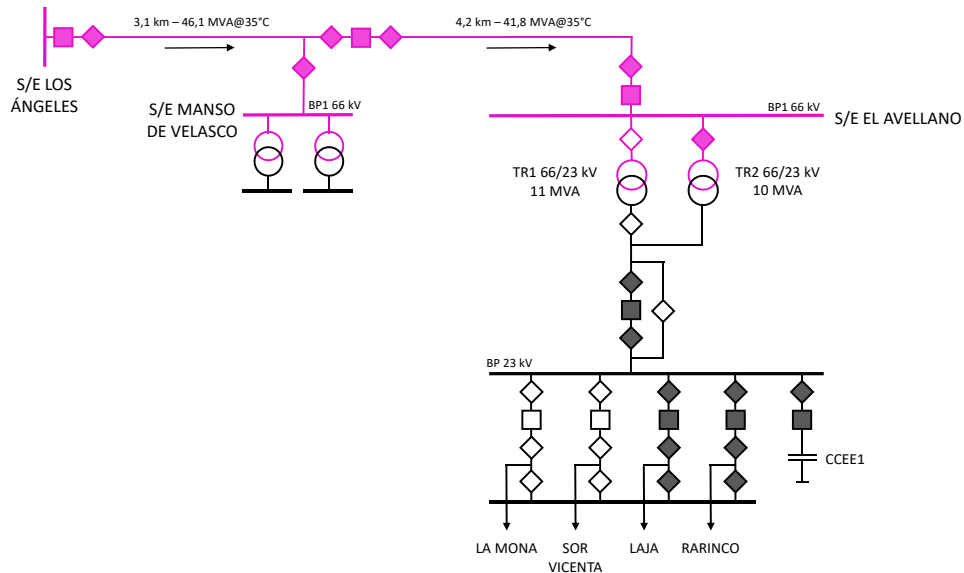 3,1 km – 46,1 MVA@35°C
4,2 km – 41,8 MVA@35°C
S/E LOS
ÁNGELES
S/E MANSO
DE VELASCO
BP1 66 kV
BP1 66 kV
S/E EL AVELLANO
TR1 66/23 kV
11 MVA
TR2 66/23 kV
10 MVA
BP 23 kV
CCEE1
LA MONA
SOR
VICENTA
LAJA
RARINCO